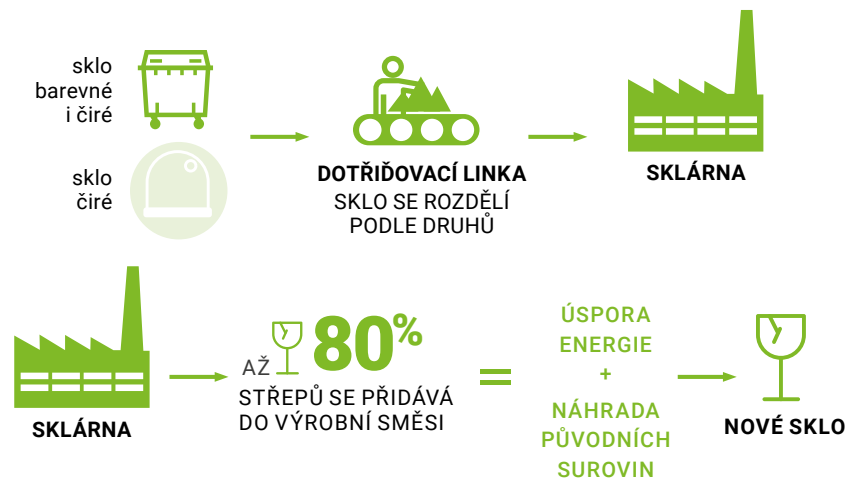 sklo
barevné
i čiré
sklo
čiré
DOTŘIĎOVACÍ LINKA
SKLO SE ROZDĚLÍ
PODLE DRUHŮ
SKLÁRNA
SKLÁRNA
AŽ 80%
STŘEPŮ SE PŘIDÁVÁ
DO VÝROBNÍ SMĚSI
=
ÚSPORA
ENERGIE
+
NÁHRADA
PŮVODNÍCH
SUROVIN
NOVÉ SKLO